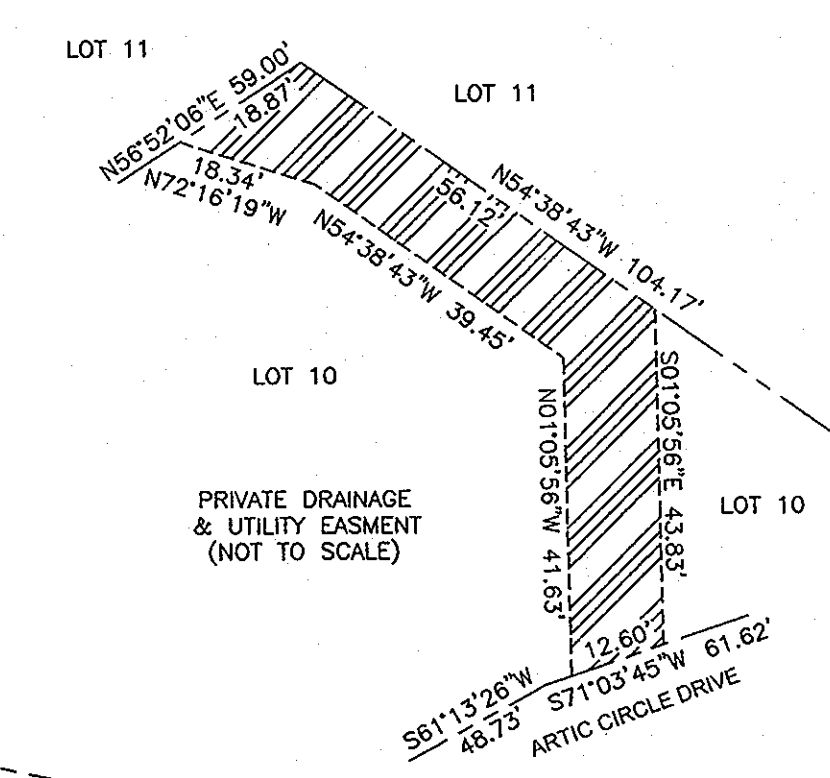 LOT 11
LOT 11
N56°52'06"E 59.00'
18.87'
18.34'
N72°16'19"W
56.12'
N54°38'43"W 104.17'
N54°38'43"W 39.45'
LOT 10
N01°05'56"W 41.63'
S01°05'56"E 43.83'
LOT 10
PRIVATE DRAINAGE
& UTILITY EASMENT
(NOT TO SCALE)
12.60'
S71°03'45"W 61.62'
S61°13'26"W
48.73'
ARTIC CIRCLE DRIVE